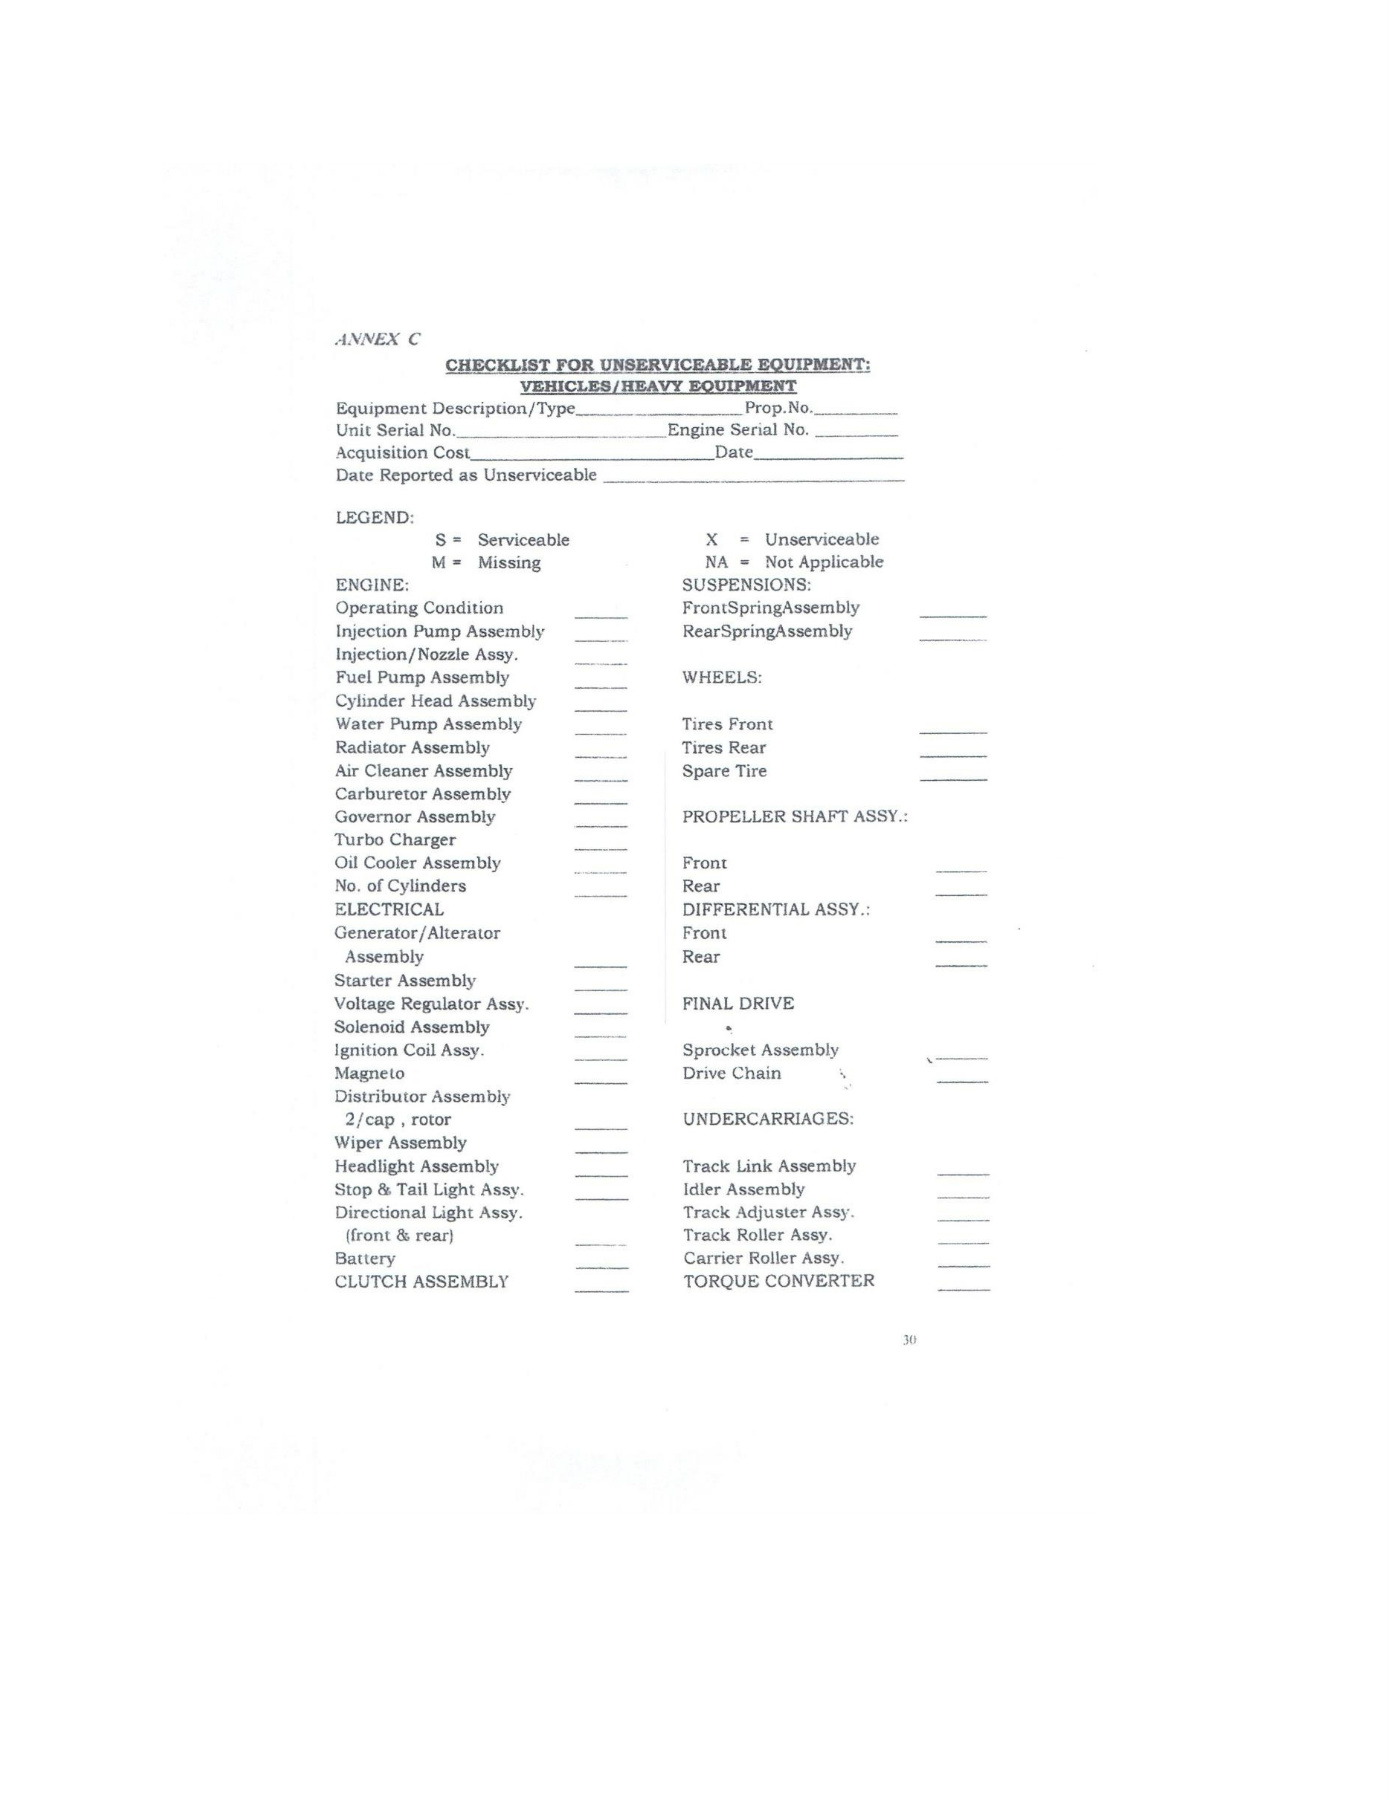 ANNEX C
CHECKLIST FOR UNSERVICEABLE EQUIPMENT:
VEHICLES/HEAVY EQUIPMENT
Equipment Description/Type____________________Prop.No.__________
Unit Serial No.__________________________Engine Serial No. __________
Acquisition Cost______________________________Date__________________
Date Reported as Unserviceable ____________________________________
LEGEND:
S = Serviceable
M = Missing
X = Unserviceable
NA = Not Applicable
ENGINE:
Operating Condition ______
Injection Pump Assembly ______
Injection/Nozzle Assy. ______
Fuel Pump Assembly ______
Cylinder Head Assembly ______
Water Pump Assembly ______
Radiator Assembly ______
Air Cleaner Assembly ______
Carburetor Assembly ______
Governor Assembly ______
Turbo Charger ______
Oil Cooler Assembly ______
No. of Cylinders ______
ELECTRICAL
Generator/Alterator
Assembly ______
Starter Assembly ______
Voltage Regulator Assy. ______
Solenoid Assembly ______
Ignition Coil Assy. ______
Magneto ______
Distributor Assembly
2/cap , rotor ______
Wiper Assembly ______
Headlight Assembly ______
Stop & Tail Light Assy. ______
Directional Light Assy.
(front & rear) ______
Battery ______
CLUTCH ASSEMBLY ______
SUSPENSIONS:
FrontSpringAssembly ________
RearSpringAssembly ________
WHEELS:
Tires Front ________
Tires Rear ________
Spare Tire ________
PROPELLER SHAFT ASSY.:
Front ______
Rear ______
DIFFERENTIAL ASSY.:
Front ______
Rear ______
FINAL DRIVE
Sprocket Assembly ______
Drive Chain ______
UNDERCARRIAGES:
Track Link Assembly ______
Idler Assembly ______
Track Adjuster Assy. ______
Track Roller Assy. ______
Carrier Roller Assy. ______
TORQUE CONVERTER ______
30